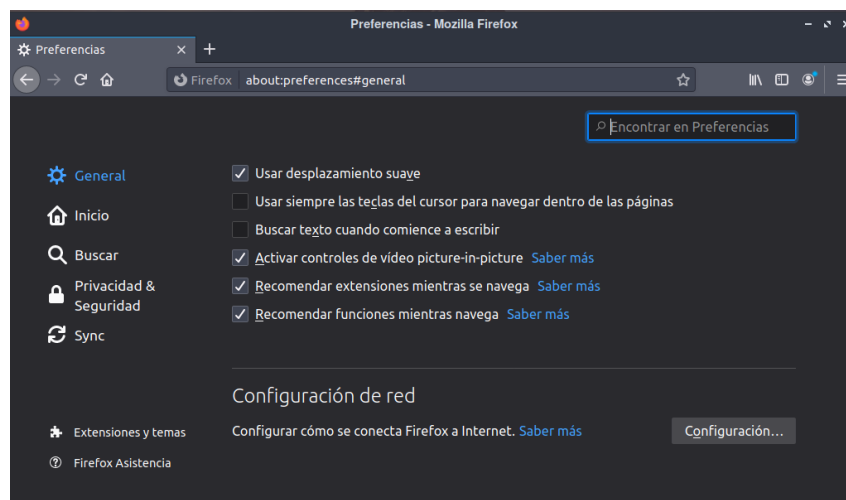 Preferencias - Mozilla Firefox
Preferencias
Firefox about:preferences#general
Encontrar en Preferencias
General
Inicio
Buscar
Privacidad &
Seguridad
Sync
Extensiones y temas
Firefox Asistencia
Usar desplazamiento suave
Usar siempre las teclas del cursor para navegar dentro de las páginas
Buscar texto cuando comience a escribir
Activar controles de vídeo picture-in-picture Saber más
Recomendar extensiones mientras se navega Saber más
Recomendar funciones mientras navega Saber más
Configuración de red
Configurar cómo se conecta Firefox a Internet. Saber más
Configuración...